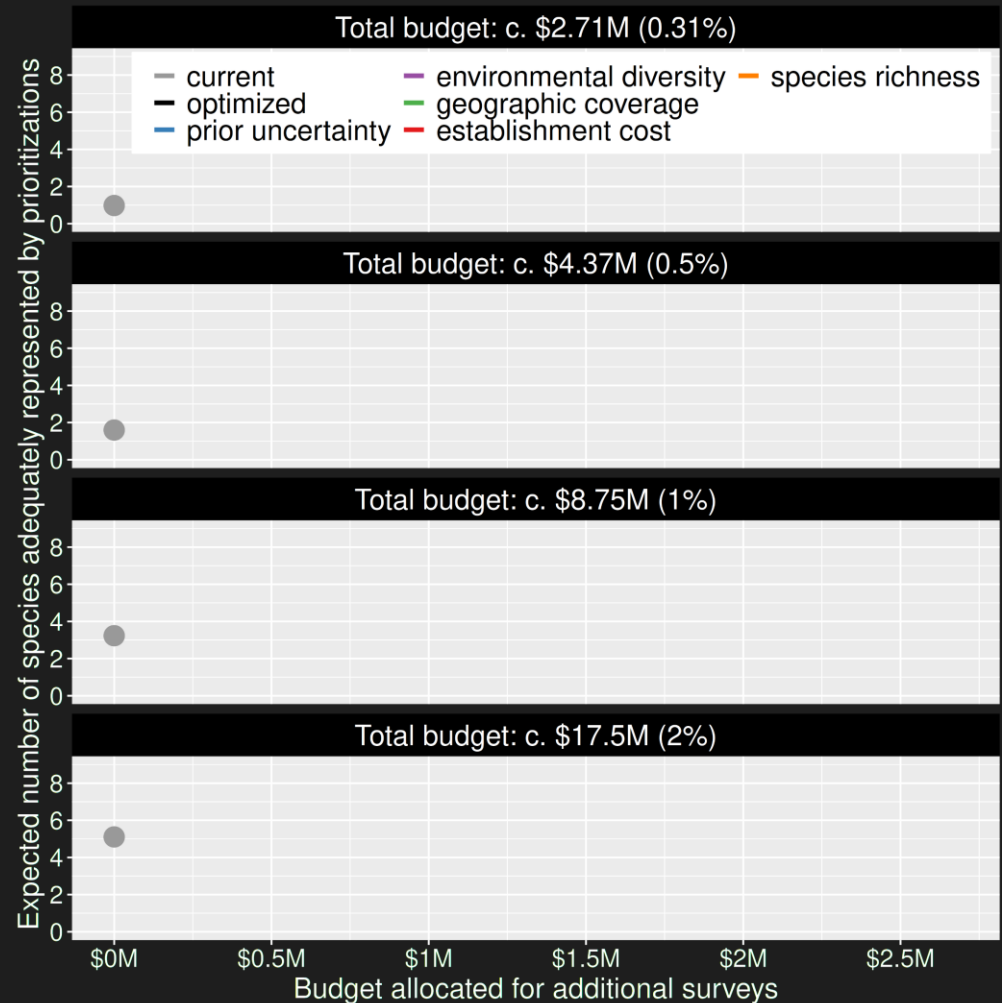 Total budget: c. $2.71M (0.31%)
current
optimized
prior uncertainty
environmental diversity
geographic coverage
establishment cost
species richness
8
6
4
2
0
Total budget: c. $4.37M (0.5%)
8
6
4
2
0
Total budget: c. $8.75M (1%)
8
6
4
2
0
Total budget: c. $17.5M (2%)
8
6
4
2
0
$0M $0.5M $1M $1.5M $2M $2.5M
Budget allocated for additional surveys
Expected number of species adequately represented by prioritizations